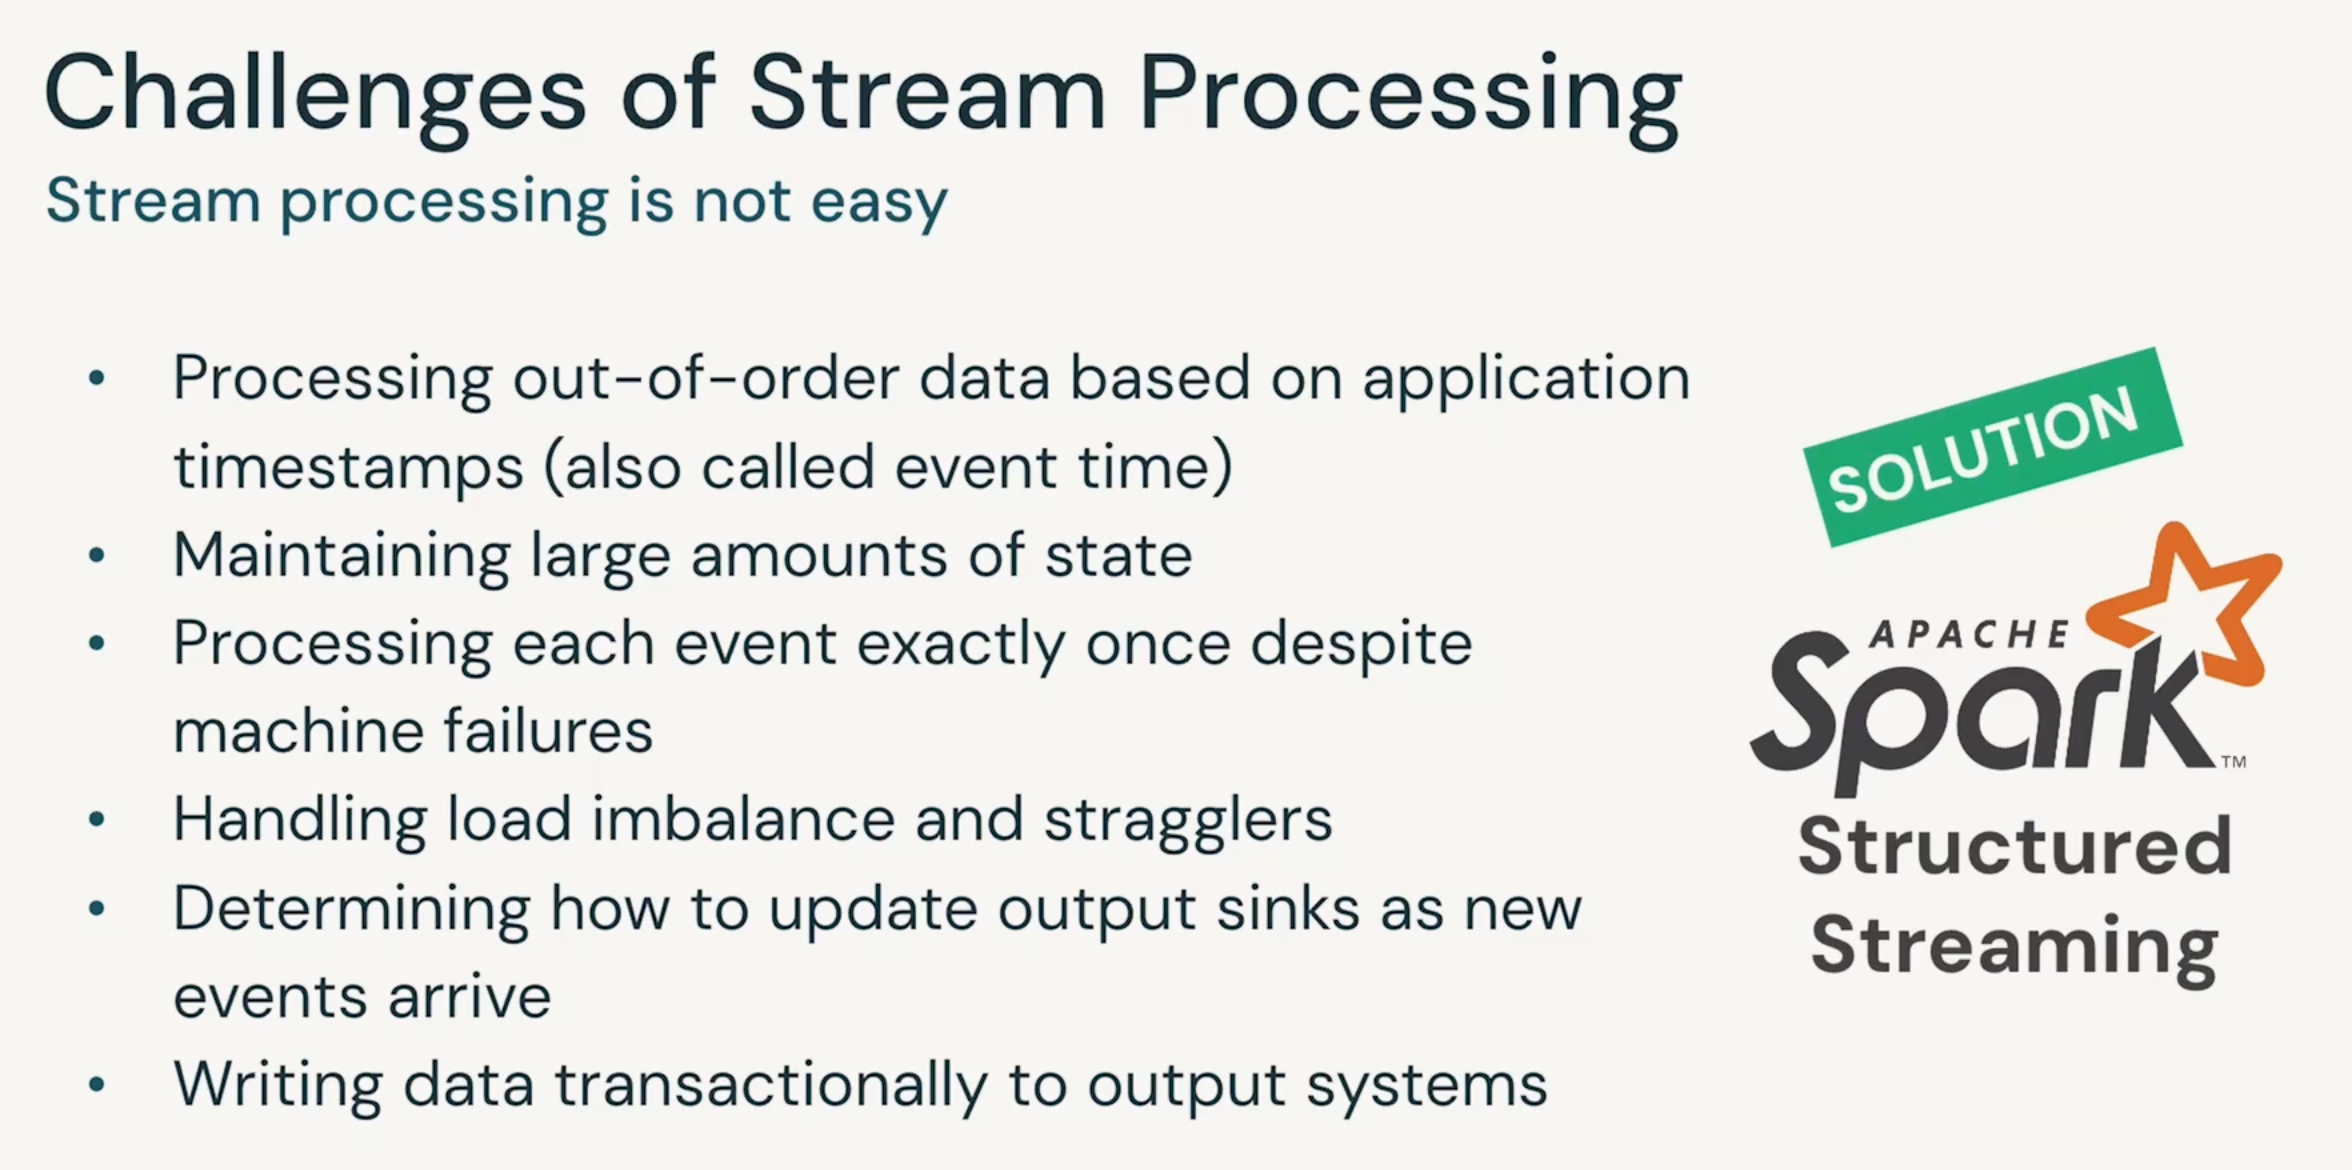 Challenges of Stream Processing
Stream processing is not easy
• Processing out-of-order data based on application
timestamps (also called event time)
• Maintaining large amounts of state
• Processing each event exactly once despite
machine failures
• Handling load imbalance and stragglers
• Determining how to update output sinks as new
events arrive
• Writing data transactionally to output systems
SOLUTION
APACHE
Spark™
Structured
Streaming